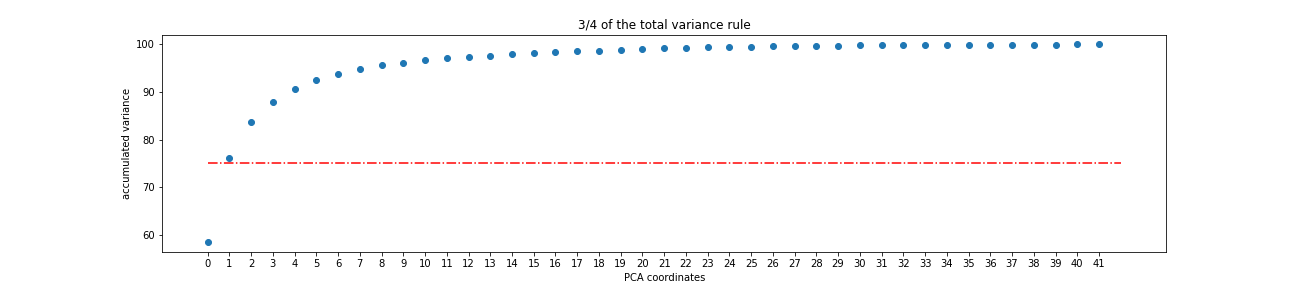 3/4 of the total variance rule
accumulated variance
100
90
80
70
60
0 1 2 3 4 5 6 7 8 9 10 11 12 13 14 15 16 17 18 19 20 21 22 23 24 25 26 27 28 29 30 31 32 33 34 35 36 37 38 39 40 41
PCA coordinates